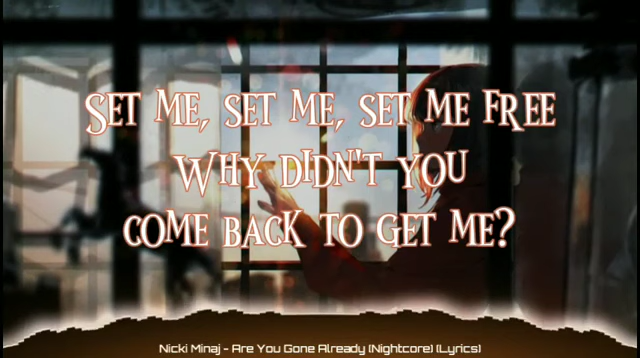 Set me, set me, set me free
Why didn't you
come back to get me?
Nicki Minaj - Are You Gone Already (Nightcore) (Lyrics)